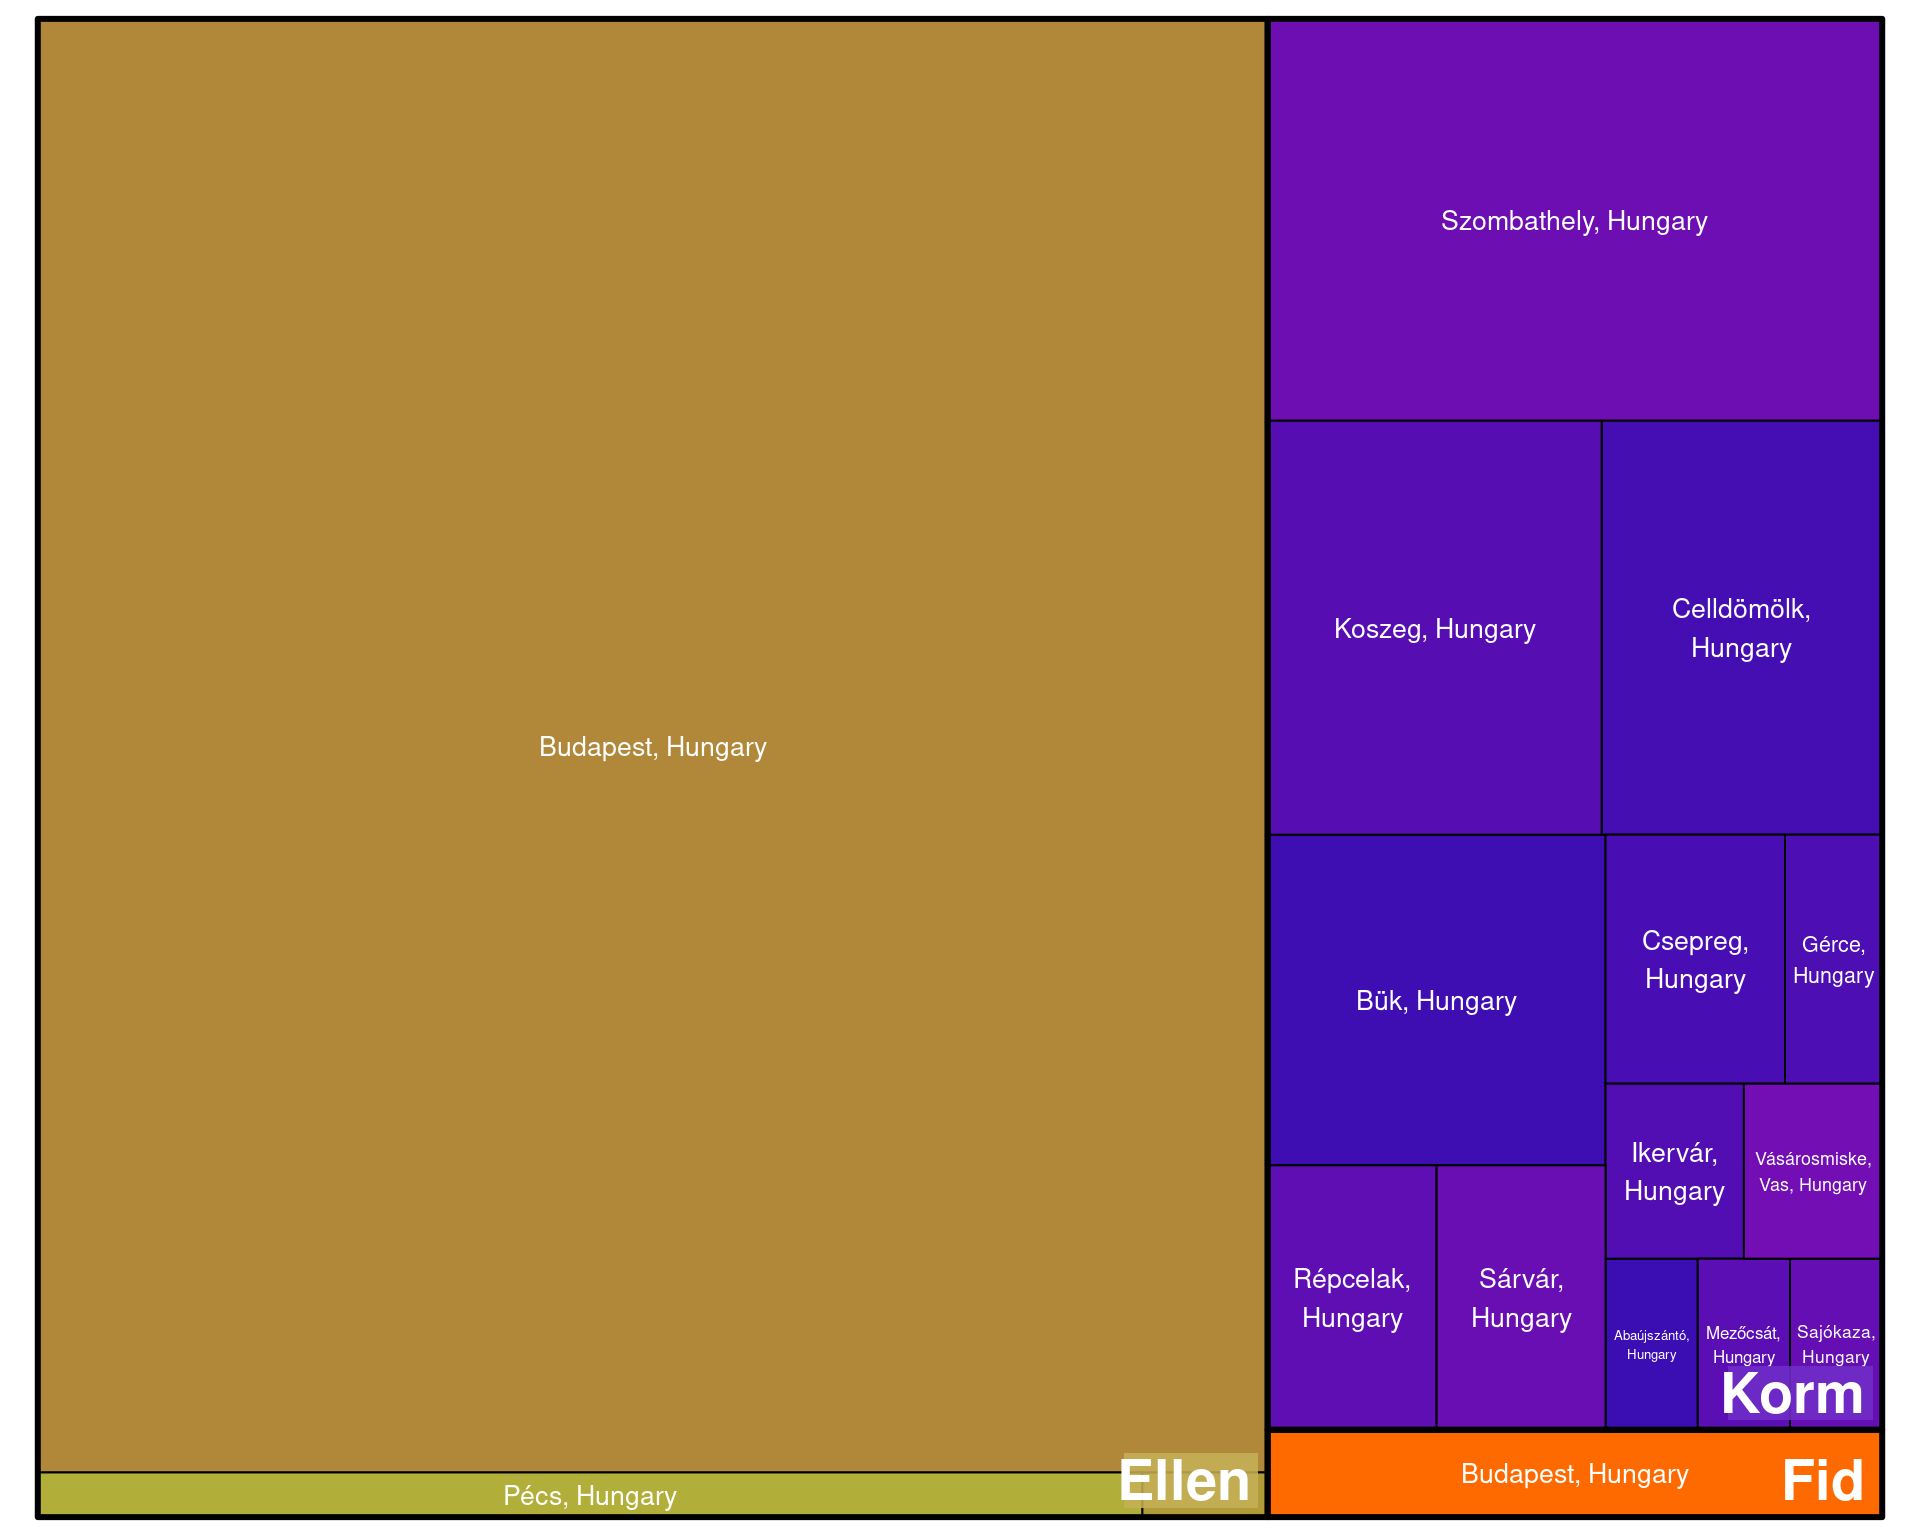 Budapest, Hungary
Pécs, Hungary
Ellen
Szombathely, Hungary
Koszeg, Hungary
Celldömölk,
Hungary
Bük, Hungary
Csepreg,
Hungary
Gérce,
Hungary
Ikervár,
Hungary
Vásárosmiske,
Vas, Hungary
Répcelak,
Hungary
Sárvár,
Hungary
Abaújszántó,
Hungary
Mezőcsát,
Hungary
Sajókaza,
Hungary
Korm
Budapest, Hungary
Fid